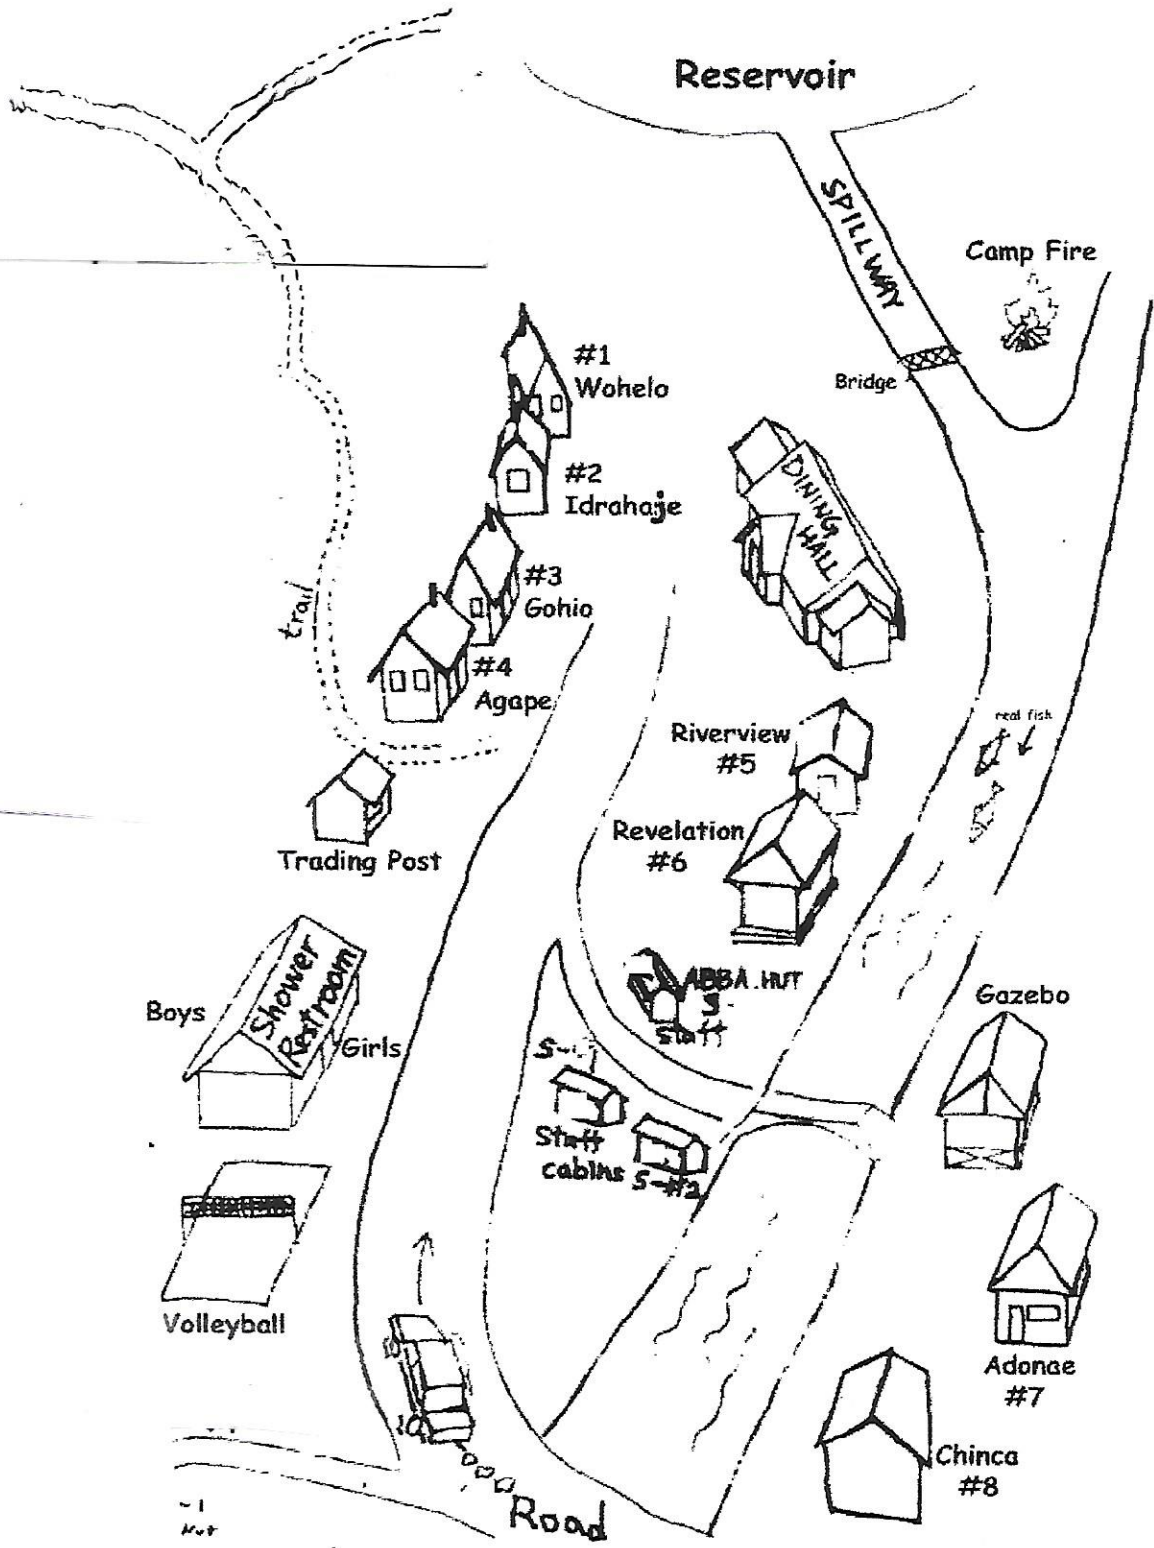 Reservoir
SPILLWAY
Camp Fire
Bridge
#1
Wohelo
#2
Idrahaje
DINING
HALL
#3
Gohio
trail
#4
Agape
real fish
Riverview
#5
Revelation
#6
Trading Post
Shower
Restroom
Boys
Girls
ABBA. HUT
Staff
Gazebo
Staff
cabins
S-#2
Volleyball
Adonae
#7
Chinca
#8
Road